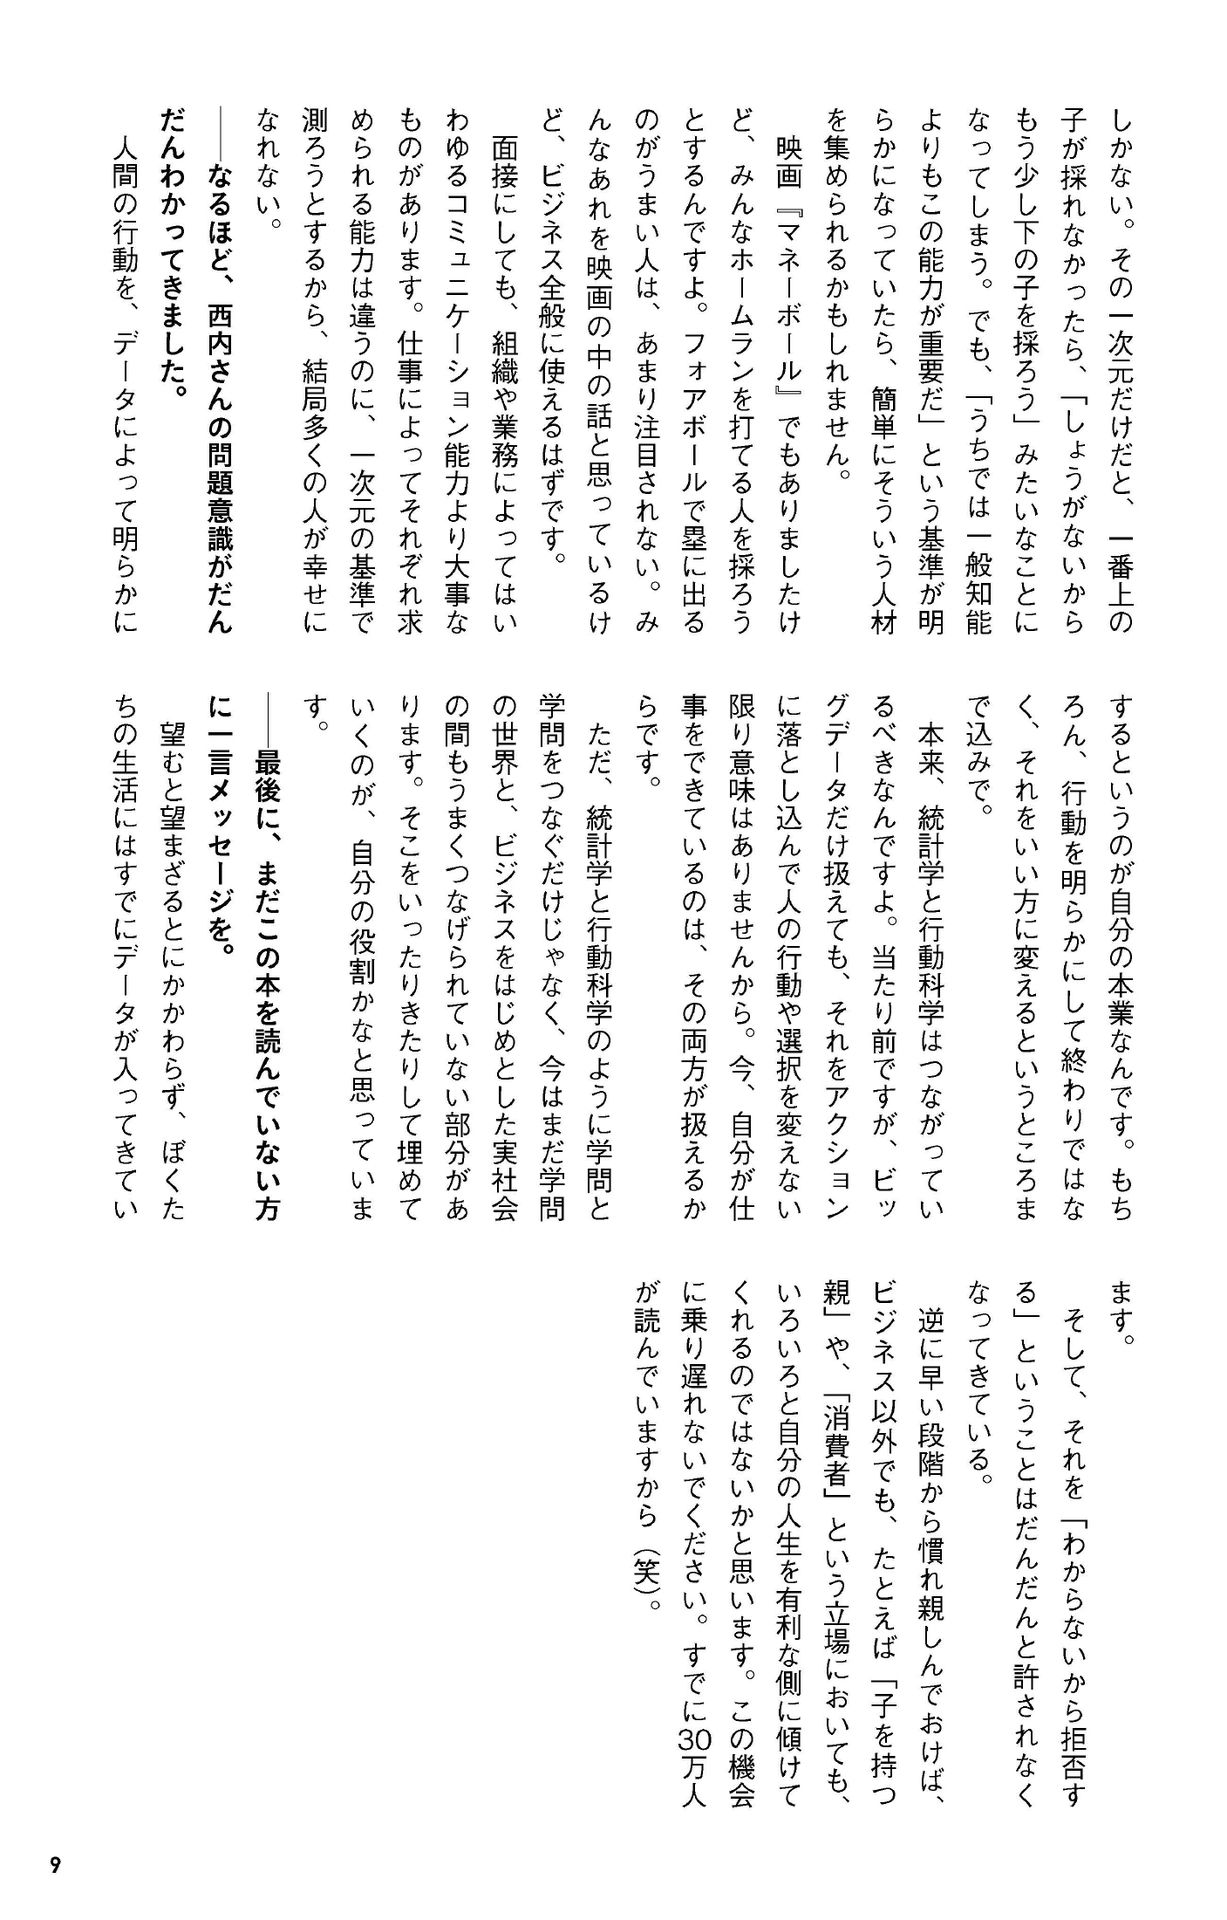 しかない。その一次元だけだと、一番上の
子が採れなかったら、「しょうがないから
もう少し下の子を採ろう」みたいなことに
なってしまう。でも、「うちでは一般知能
よりもこの能力が重要だ」という基準が明
らかになっていたら、簡単にそういう人材
を集められるかもしれません。
　映画『マネーボール』でもありましたけ
ど、みんなホームランを打てる人を採ろう
とするんですよ。フォアボールで塁に出る
のがうまい人は、あまり注目されない。み
んなあれを映画の中の話と思っているけ
ど、ビジネス全般に使えるはずです。
　面接にしても、組織や業務によってはい
わゆるコミュニケーション能力より大事な
ものがあります。仕事によってそれぞれ求
められる能力は違うのに、一次元の基準で
測ろうとするから、結局多くの人が幸せに
なれない。
――なるほど、西内さんの問題意識がだん
だんわかってきました。
　人間の行動を、データによって明らかに
するというのが自分の本業なんです。もち
ろん、行動を明らかにして終わりではな
く、それをいい方に変えるというところま
で込みで。
　本来、統計学と行動科学はつながってい
るべきなんですよ。当たり前ですが、ビッ
グデータだけ扱えても、それをアクション
に落とし込んで人の行動や選択を変えない
限り意味はありませんから。今、自分が仕
事をできているのは、その両方が扱えるか
らです。
　ただ、統計学と行動科学のように学問と
学問をつなぐだけじゃなく、今はまだ学問
の世界と、ビジネスをはじめとした実社会
の間もうまくつなげられていない部分があ
ります。そこをいったりきたりして埋めて
いくのが、自分の役割かなと思っていま
す。
――最後に、まだこの本を読んでいない方
に一言メッセージを。
　望むと望まざるとにかかわらず、ぼくた
ちの生活にはすでにデータが入ってきてい
ます。
　そして、それを「わからないから拒否す
る」ということはだんだんと許されなく
なってきている。
　逆に早い段階から慣れ親しんでおけば、
ビジネス以外でも、たとえば「子を持つ
親」や、「消費者」という立場においても、
いろいろと自分の人生を有利な側に傾けて
くれるのではないかと思います。この機会
に乗り遅れないでください。すでに30万人
が読んでいますから（笑）。
9